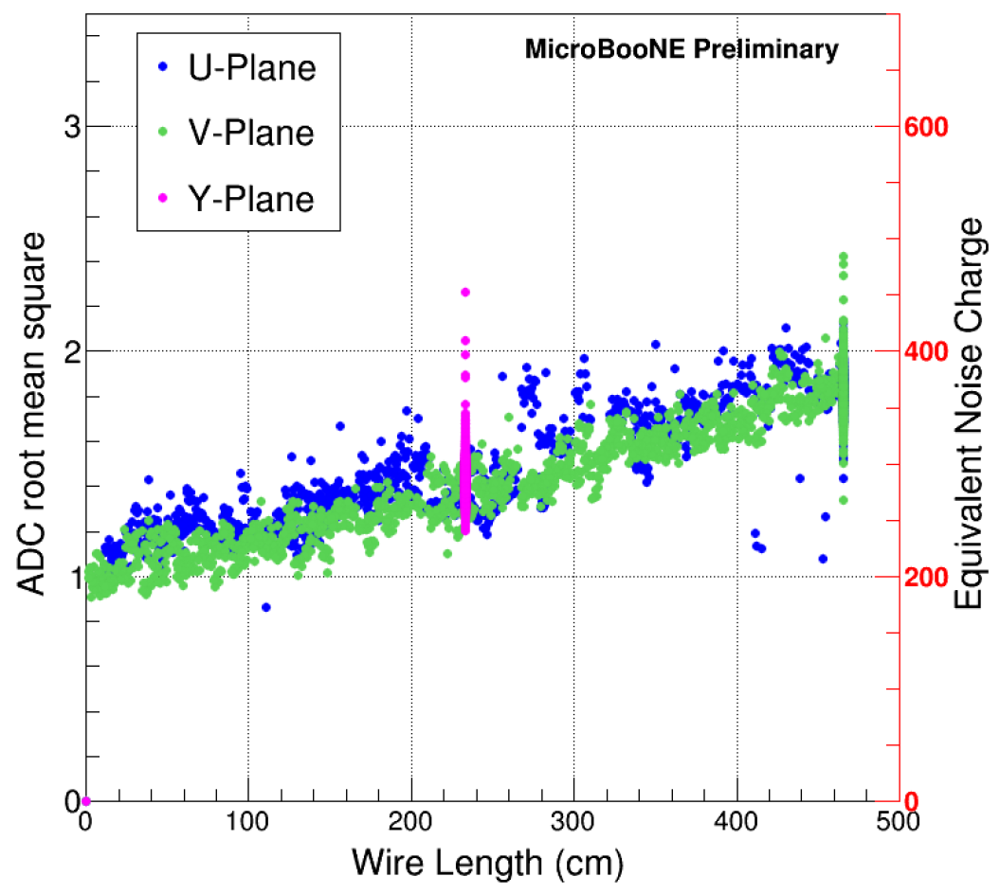 MicroBooNE Preliminary
U-Plane
V-Plane
Y-Plane
ADC root mean square
3
2
1
0
600
400
200
0
Equivalent Noise Charge
0
100
200
300
400
500
Wire Length (cm)